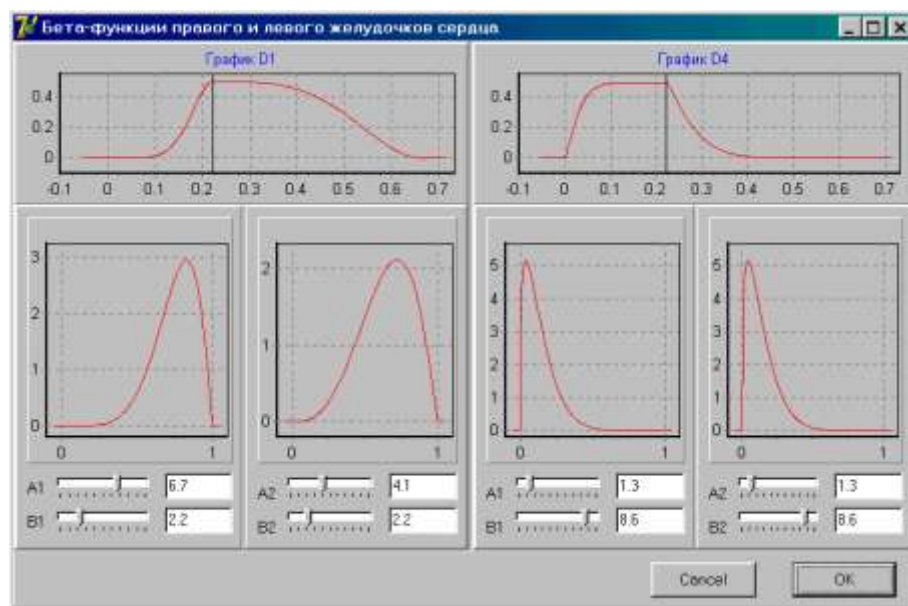 Бета-функции правого и левого желудочков сердца
График D1
0.4
0.2
0
-0.1 0 0.1 0.2 0.3 0.4 0.5 0.6 0.7
График D4
0.4
0.2
0
-0.1 0 0.1 0.2 0.3 0.4 0.5 0.6 0.7
3
2
1
0
0 1
A1 6.7
B1 2.2
2
1
0
0 1
A2 4.1
B2 2.2
5
4
3
2
1
0
0 1
A1 1.3
B1 8.6
5
4
3
2
1
0
0 1
A2 1.3
B2 8.6
Cancel OK